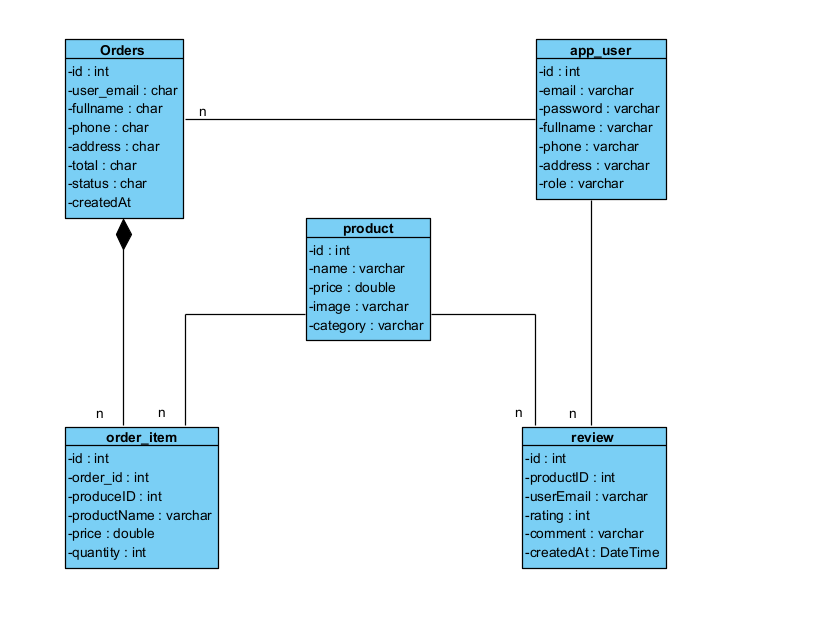 Orders
-id : int
-user_email : char
-fullname : char
-phone : char
-address : char
-total : char
-status : char
-createdAt
n
app_user
-id : int
-email : varchar
-password : varchar
-fullname : varchar
-phone : varchar
-address : varchar
-role : varchar
product
-id : int
-name : varchar
-price : double
-image : varchar
-category : varchar
n
n
n
n
order_item
-id : int
-order_id : int
-produceID : int
-productName : varchar
-price : double
-quantity : int
review
-id : int
-productID : int
-userEmail : varchar
-rating : int
-comment : varchar
-createdAt : DateTime